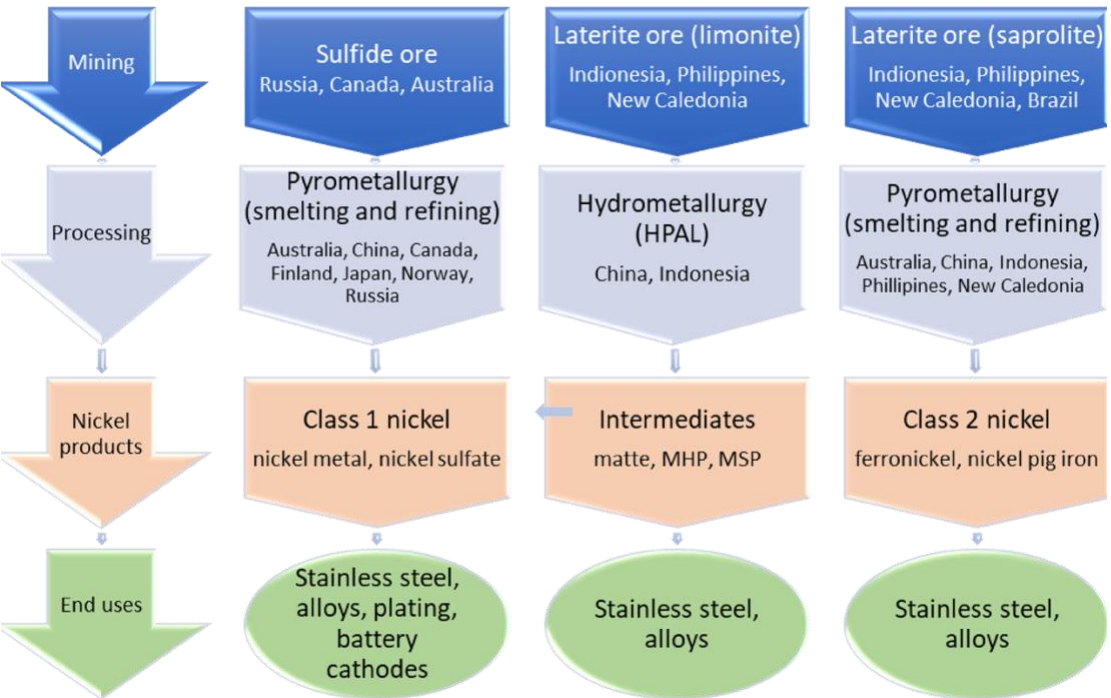 Mining
Sulfide ore
Russia, Canada, Australia
Laterite ore (limonite)
Indionesia, Philippines,
New Caledonia
Laterite ore (saprolite)
Indionesia, Philippines,
New Caledonia, Brazil
Processing
Pyrometallurgy
(smelting and refining)
Australia, China, Canada,
Finland, Japan, Norway,
Russia
Hydrometallurgy
(HPAL)
China, Indonesia
Pyrometallurgy
(smelting and refining)
Australia, China, Indonesia,
Phillipines, New Caledonia
Nickel
products
Class 1 nickel
nickel metal, nickel sulfate
Intermediates
matte, MHP, MSP
Class 2 nickel
ferronickel, nickel pig iron
End uses
Stainless steel,
alloys, plating,
battery
cathodes
Stainless steel,
alloys
Stainless steel,
alloys